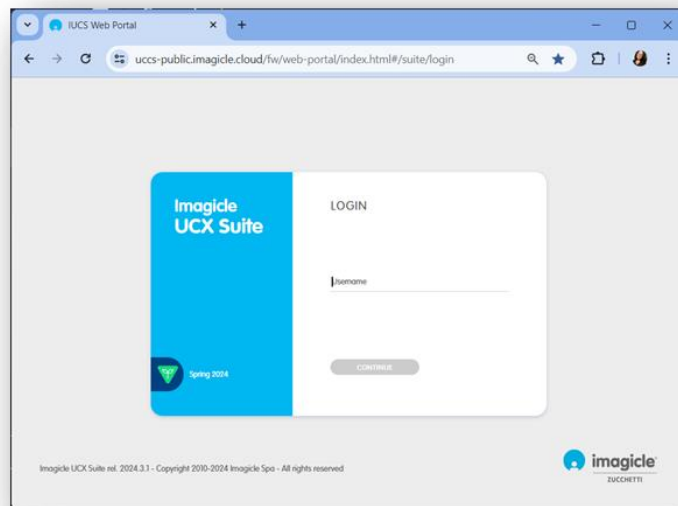 IUCS Web Portal
uccs-public.imagicle.cloud/fw/web-portal/index.html#/suite/login
Imagicle
UCX Suite
LOGIN
Username
CONTINUE
Spring 2024
Imagicle UCX Suite rel. 2024.3.1 - Copyright 2010-2024 Imagicle Spa - All rights reserved
imagicle
ZUCCHETTI